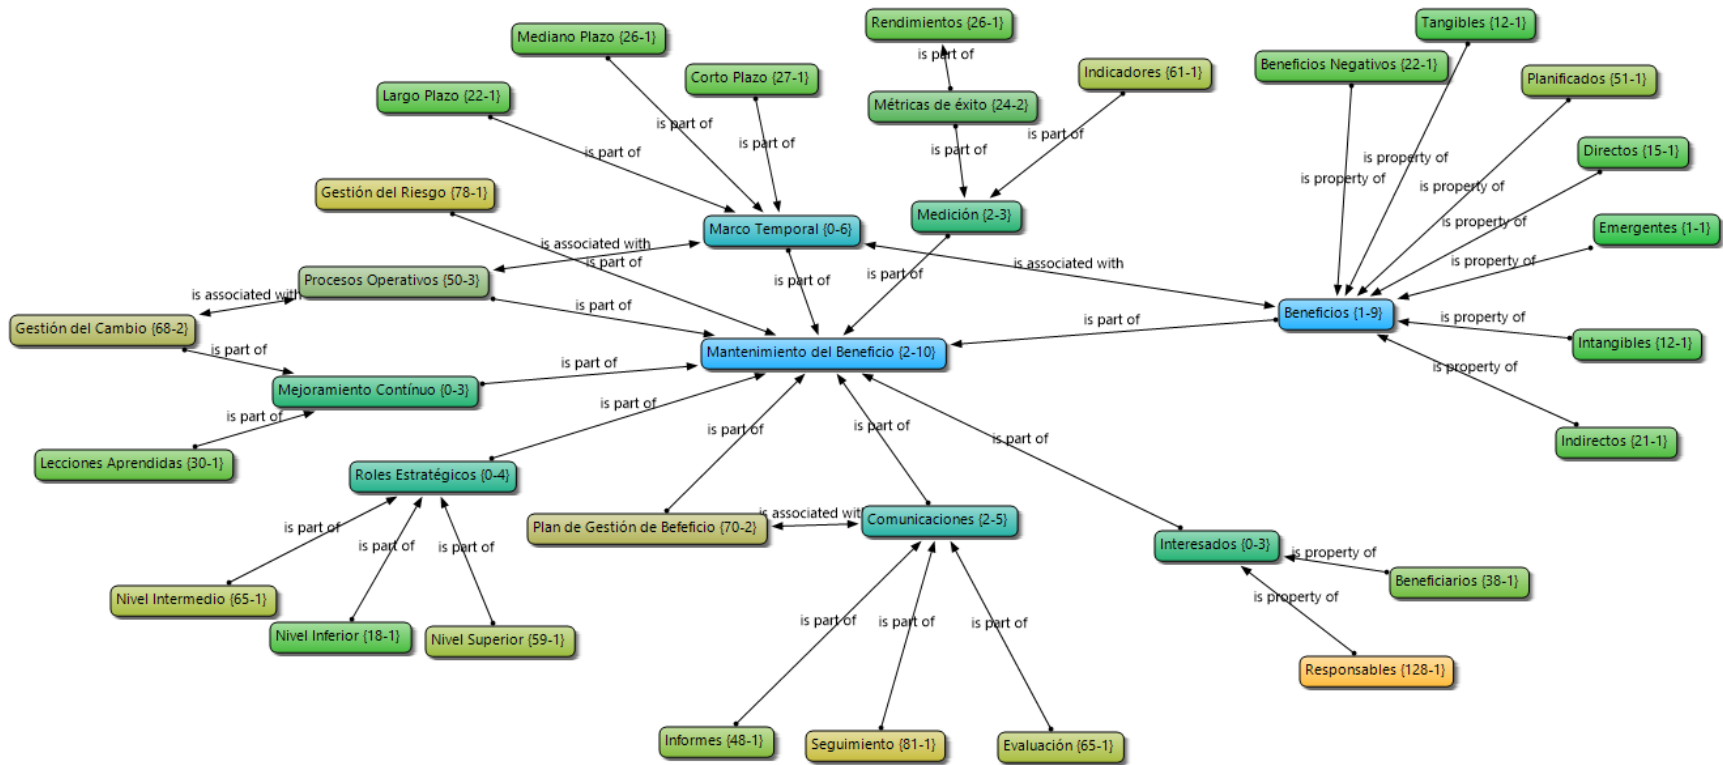 Tangibles {12-1}
Rendimientos {26-1}
Mediano Plazo {26-1}
is part of
Beneficios Negativos {22-1}
Indicadores {61-1}
Corto Plazo {27-1}
Planificados {51-1}
Largo Plazo {22-1}
Métricas de éxito {24-2}
is part of
is part of
is part of
is part of
is part of
Directos {15-1}
is property of
is property of
is property of
Gestión del Riesgo {78-1}
Medición {2-3}
is property of
Marco Temporal {0-6}
Emergentes {1-1}
is associated with
is part of
is associated with
is property of
Procesos Operativos {50-3}
is part of
is part of
is associated with
is part of
Beneficios {1-9}
is part of
is property of
Gestión del Cambio {68-2}
Intangibles {12-1}
is part of
Mantenimiento del Beneficio {2-10}
is part of
is property of
Mejoramiento Contínuo {0-3}
is part of
is part of
is part of
is part of
is part of
Indirectos {21-1}
Lecciones Aprendidas {30-1}
Roles Estratégicos {0-4}
is associated with
Comunicaciones {2-5}
Plan de Gestión de Befeficio {70-2}
is part of
is part of
is part of
Interesados {0-3}
is property of
Beneficiarios {38-1}
is property of
Nivel Intermedio {65-1}
is part of
is part of
is part of
Nivel Inferior {18-1}
Nivel Superior {59-1}
Responsables {128-1}
Informes {48-1}
Seguimiento {81-1}
Evaluación {65-1}